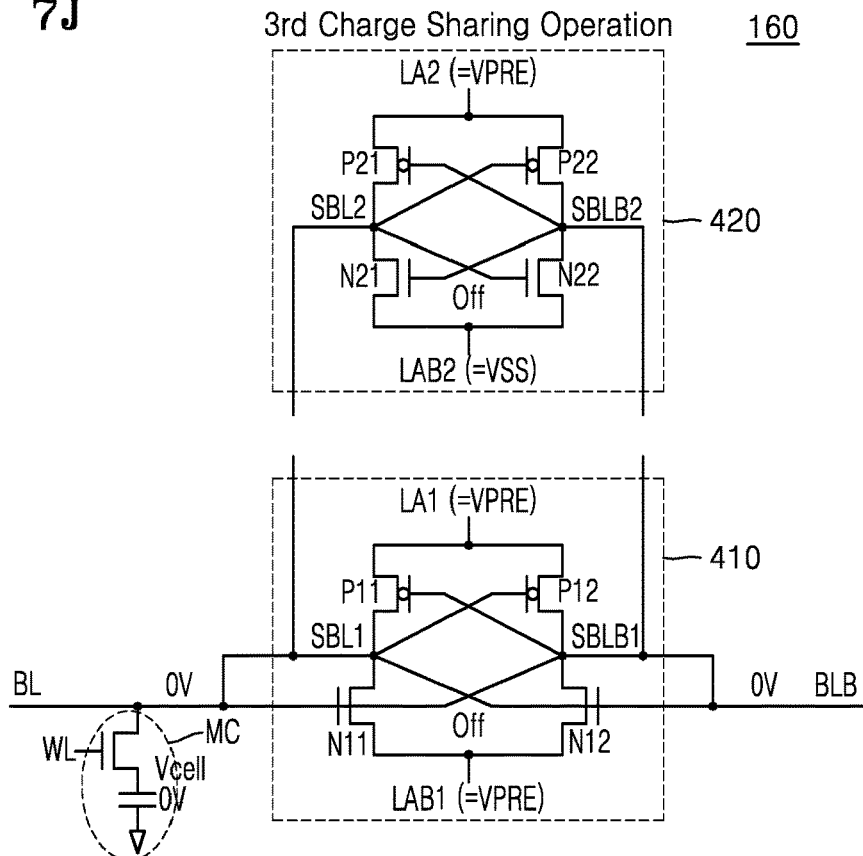 7J
3rd Charge Sharing Operation
160
LA2 (=VPRE)
P21
P22
SBL2
SBLB2
420
N21
N22
Off
LAB2 (=VSS)
LA1 (=VPRE)
410
P11
P12
SBL1
SBLB1
BL
0V
0V
BLB
MC
Off
N11
N12
WL
Vcell
0V
LAB1 (=VPRE)